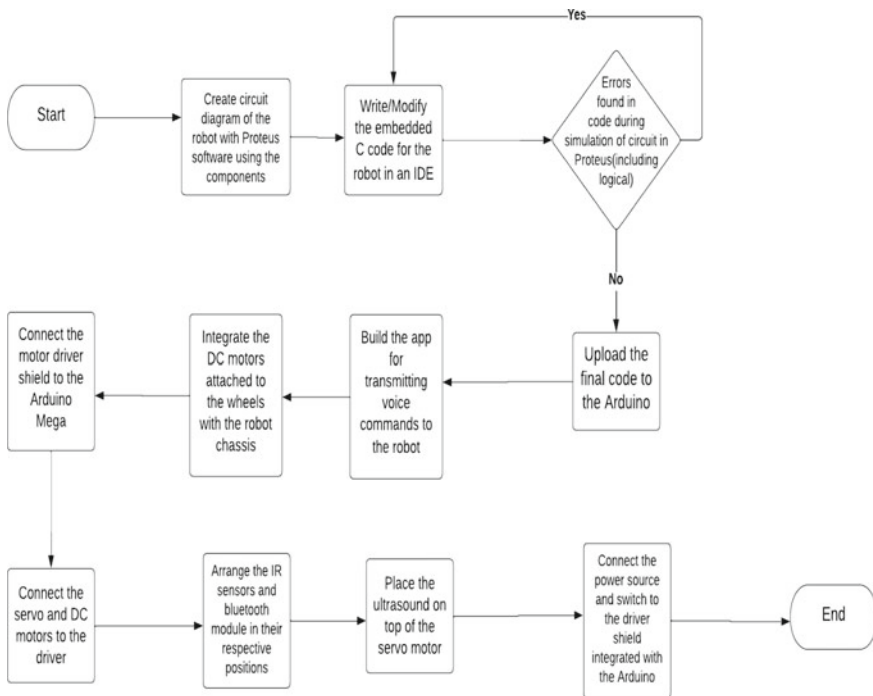 Yes
Start
Create circuit
diagram of the
robot with Proteus
software using the
components
Write/Modify
the embedded
C code for the
robot in an IDE
Errors
found in
code during
simulation of circuit in
Proteus(including
logical)
No
Upload the
final code to
the Arduino
Build the app
for
transmitting
voice
commands to
the robot
Integrate the
DC motors
attached to
the wheels
with the robot
chassis
Connect the
motor driver
shield to the
Arduino
Mega
Connect the
servo and DC
motors to the
driver
Arrange the IR
sensors and
bluetooth
module in their
respective
positions
Place the
ultrasound on
top of the
servo motor
Connect the
power source
and switch to
the driver
shield
integrated with
the Arduino
End